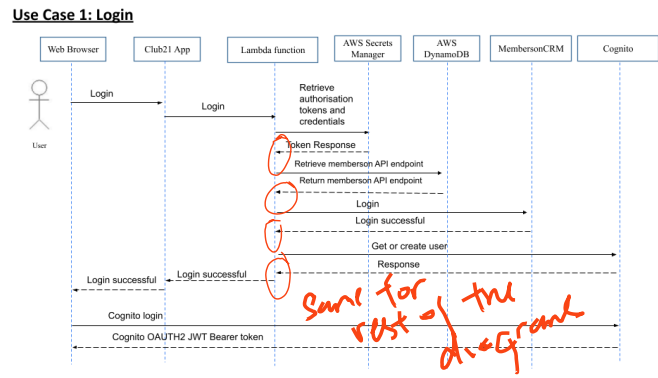 Use Case 1: Login
Web Browser
Club21 App
Lambda function
AWS Secrets
Manager
AWS
DynamoDB
MembersonCRM
Cognito
User
Login
Login
Retrieve
authorisation
tokens and
credentials
Token Response
Retrieve memberson API endpoint
Return memberson API endpoint
Login
Login successful
Get or create user
Response
Login successful
Login successful
Same for
rest of the
diagrams
Cognito login
Cognito OAUTH2 JWT Bearer token